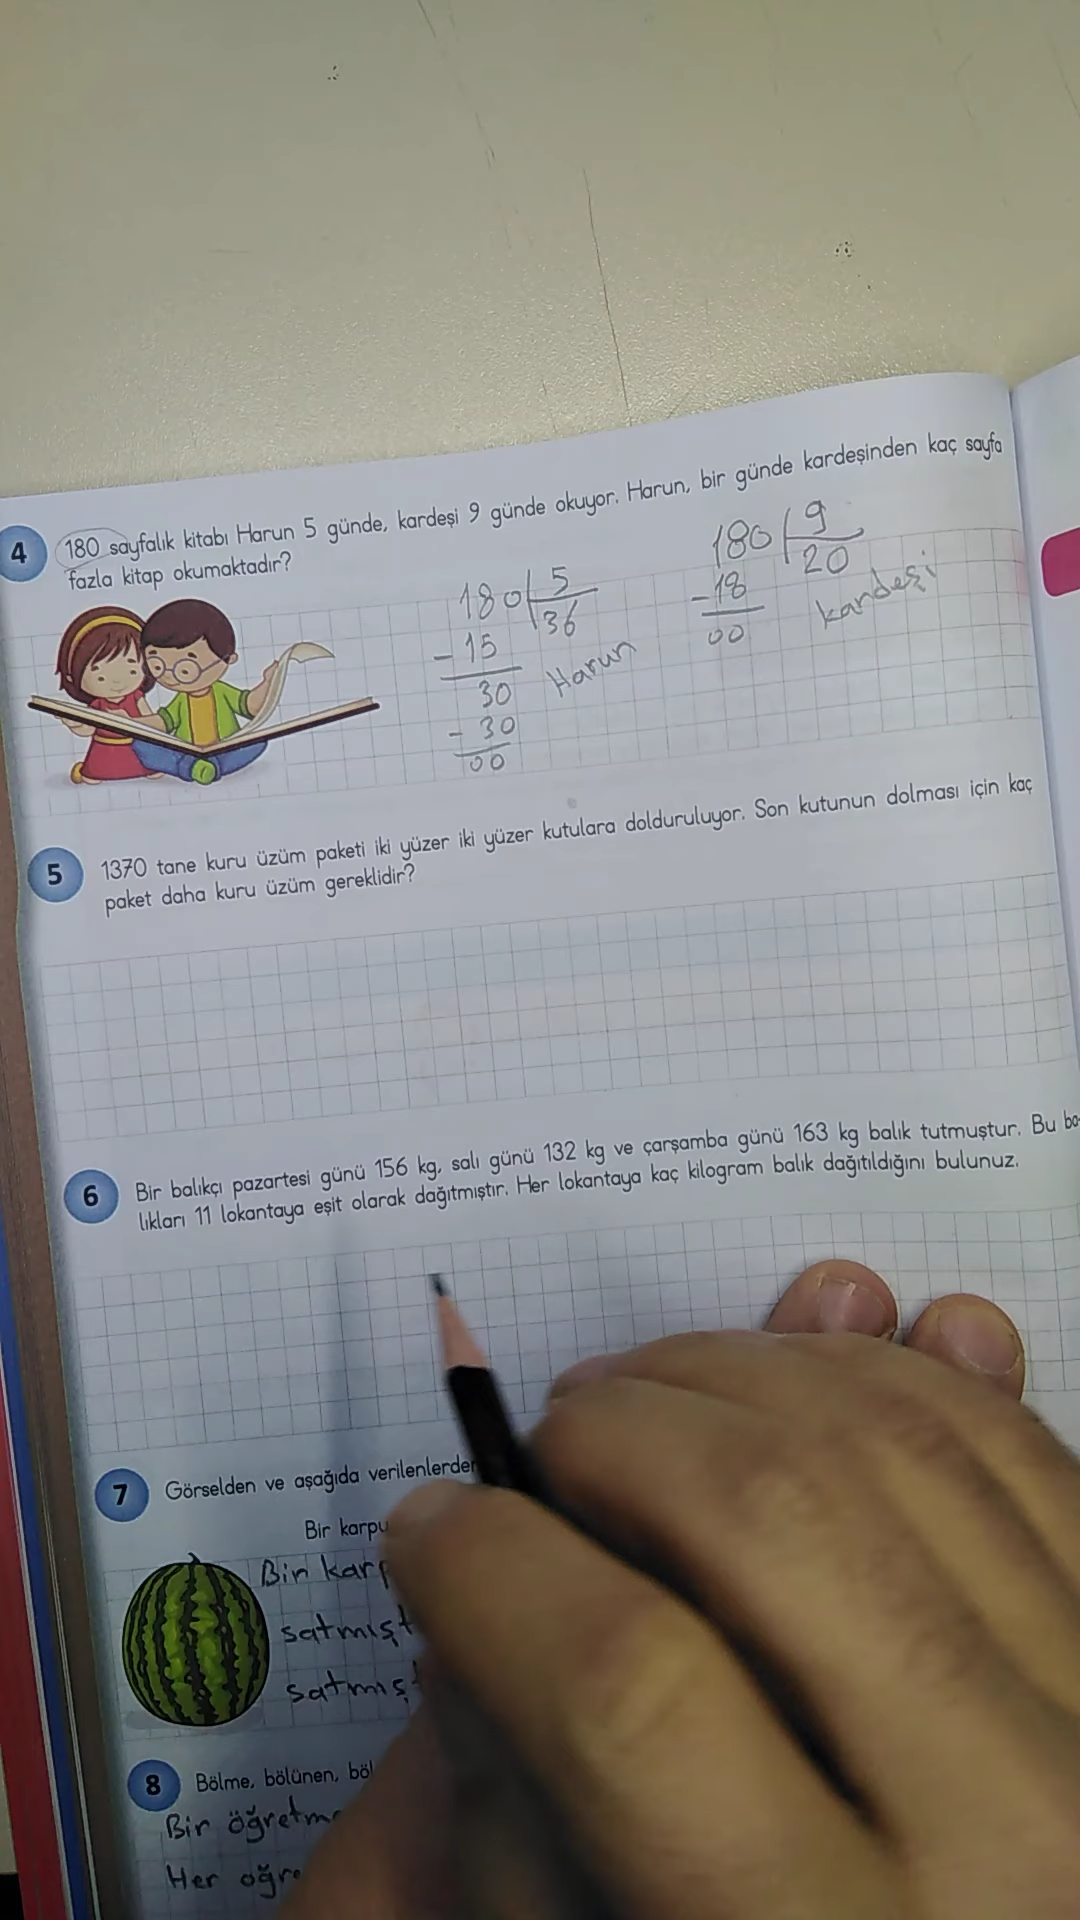 4
180 sayfalık kitabı Harun 5 günde, kardeşi 9 günde okuyor. Harun, bir günde kardeşinden kaç sayfa
fazla kitap okumaktadır?
180 5
36
- 15
30
- 30
00
Harun
180 9
20
- 18
00
kardeşi
5
1370 tane kuru üzüm paketi iki yüzer iki yüzer kutulara dolduruluyor. Son kutunun dolması için kaç
paket daha kuru üzüm gereklidir?
6
Bir balıkçı pazartesi günü 156 kg, salı günü 132 kg ve çarşamba günü 163 kg balık tutmuştur. Bu ba-
lıkları 11 lokantaya eşit olarak dağıtmıştır. Her lokantaya kaç kilogram balık dağıtıldığını bulunuz.
7
Görselden ve aşağıda verilenlerden
Bir karpu
Bir karp
satmışt
satmışt
8
Bölme, bölünen, böl
Bir öğretme
Her öğre